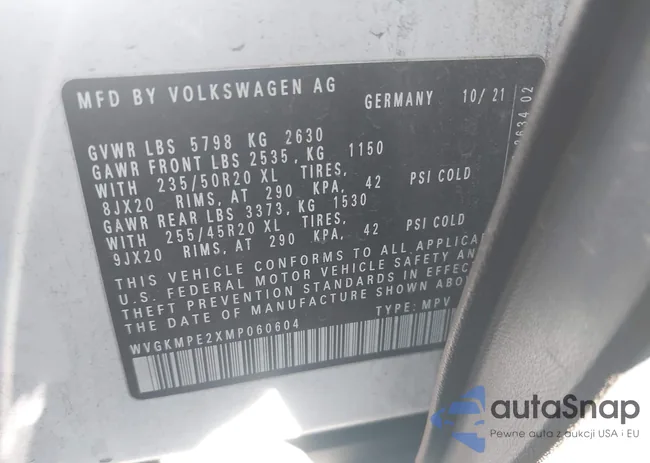 MFD BY VOLKSWAGEN AG GERMANY 10/ 21
GVWR LBS 5798 KG 2630
GAWR FRONT LBS 2535, KG 1150
WITH 235/50R20 XL TIRES,
8JX20 RIMS, AT 290 KPA, 42 PSI COLD
GAWR REAR LBS 3373, KG 1530
WITH 255/45R20 XL TIRES,
9JX20 RIMS, AT 290 KPA, 42 PSI COLD
THIS VEHICLE CONFORMS TO ALL APPLICA
U.S. FEDERAL MOTOR VEHICLE SAFETY AN
THEFT PREVENTION STANDARDS IN EFFEC
THE DATE OF MANUFACTURE SHOWN ABOV
WVGKMPE2XMP060604 TYPE: MPV
2634 02
autaSnap
Pewne auta z aukcji USA i EU